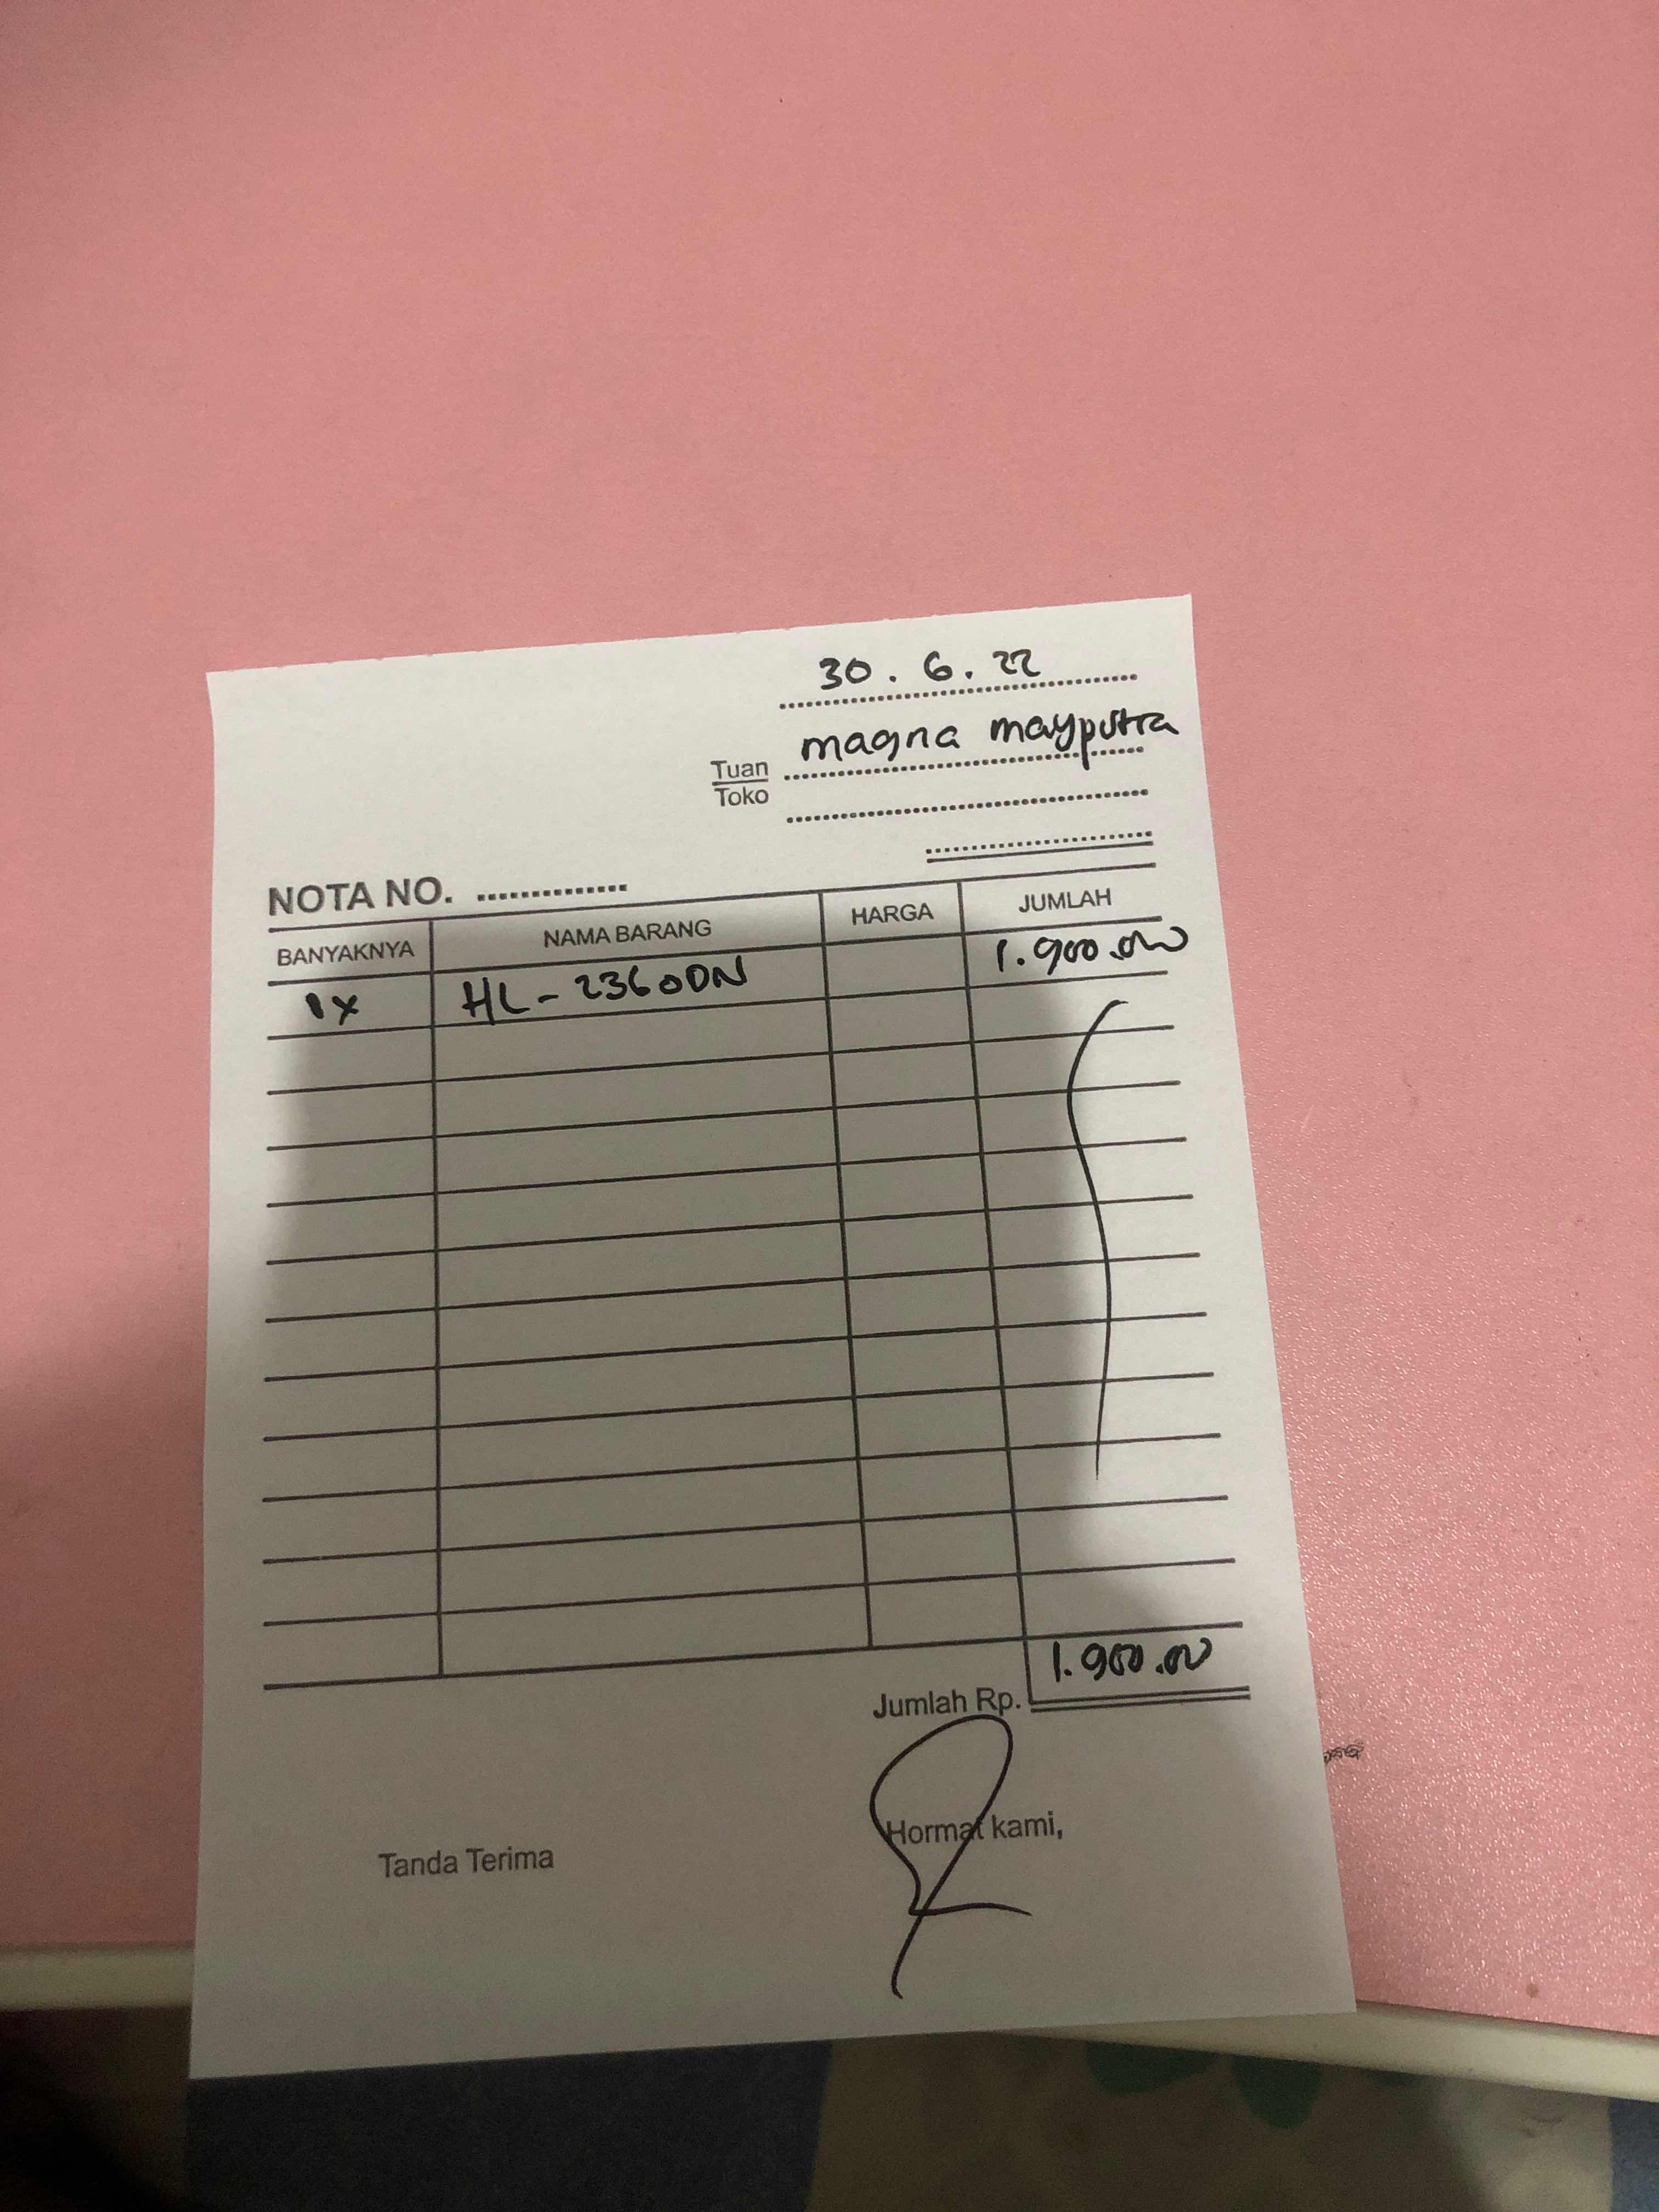 30 . 6 . 22
Tuan magna mayputra
Toko
NOTA NO. ..............
BANYAKNYA NAMA BARANG HARGA JUMLAH
1x HL - 2360DN 1.900.000
Jumlah Rp. 1.900.000
Tanda Terima Hormat kami,